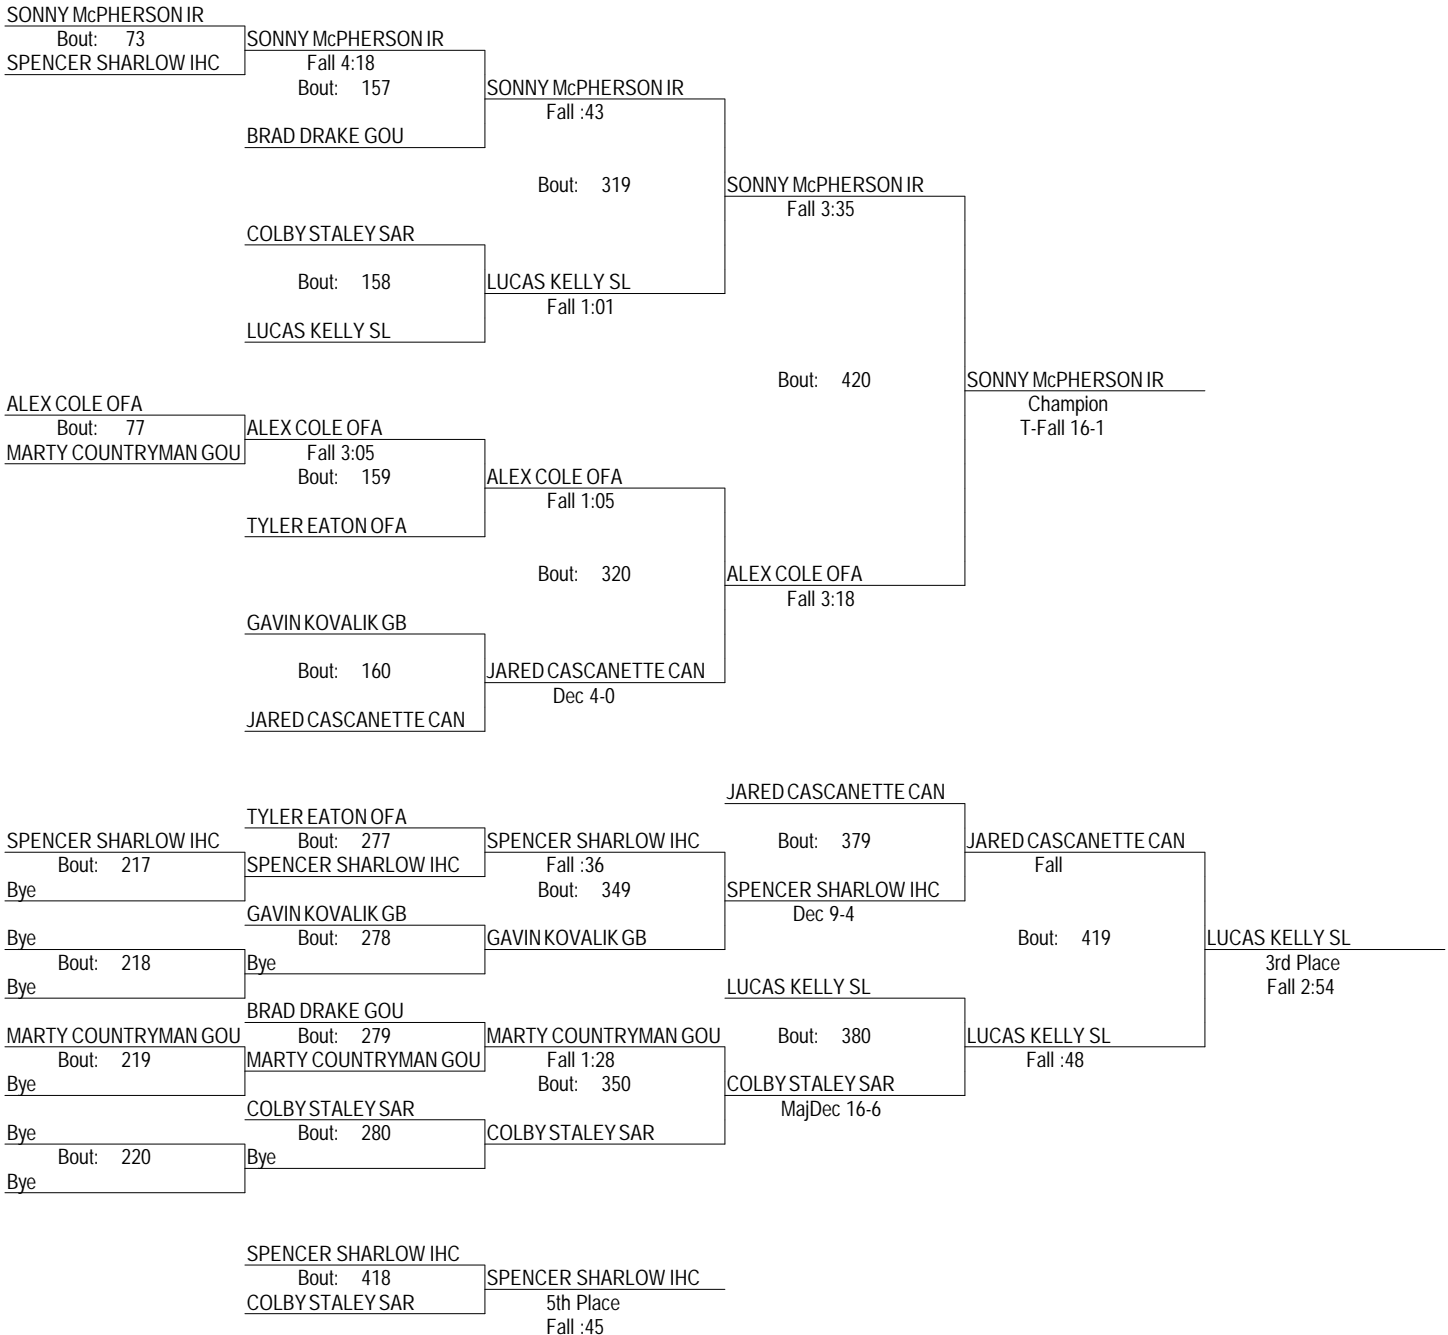 SONNY McPHERSON IR
Bout: 73 SONNY McPHERSON IR
SPENCER SHARLOW IHC Fall 4:18
Bout: 157 SONNY McPHERSON IR
Fall :43
BRAD DRAKE GOU
Bout: 319 SONNY McPHERSON IR
Fall 3:35
COLBY STALEY SAR
Bout: 158 LUCAS KELLY SL
Fall 1:01
LUCAS KELLY SL
Bout: 420 SONNY McPHERSON IR
ALEX COLE OFA Champion
Bout: 77 ALEX COLE OFA T-Fall 16-1
MARTY COUNTRYMAN GOU Fall 3:05
Bout: 159 ALEX COLE OFA
Fall 1:05
TYLER EATON OFA
Bout: 320 ALEX COLE OFA
Fall 3:18
GAVIN KOVALIK GB
Bout: 160 JARED CASCANETTE CAN
Dec 4-0
JARED CASCANETTE CAN
JARED CASCANETTE CAN
TYLER EATON OFA
SPENCER SHARLOW IHC Bout: 277 SPENCER SHARLOW IHC Bout: 379 JARED CASCANETTE CAN
Bout: 217 SPENCER SHARLOW IHC Fall :36 Fall
Bye Bout: 349 SPENCER SHARLOW IHC
GAVIN KOVALIK GB Dec 9-4
Bye Bout: 278 GAVIN KOVALIK GB Bout: 419 LUCAS KELLY SL
Bout: 218 Bye 3rd Place
Bye LUCAS KELLY SL Fall 2:54
BRAD DRAKE GOU
MARTY COUNTRYMAN GOU Bout: 279 MARTY COUNTRYMAN GOU Bout: 380 LUCAS KELLY SL
Bout: 219 MARTY COUNTRYMAN GOU Fall 1:28 Fall :48
Bye Bout: 350 COLBY STALEY SAR
COLBY STALEY SAR MajDec 16-6
Bye Bout: 280 COLBY STALEY SAR
Bout: 220 Bye
Bye
SPENCER SHARLOW IHC
Bout: 418 SPENCER SHARLOW IHC
COLBY STALEY SAR 5th Place
Fall :45